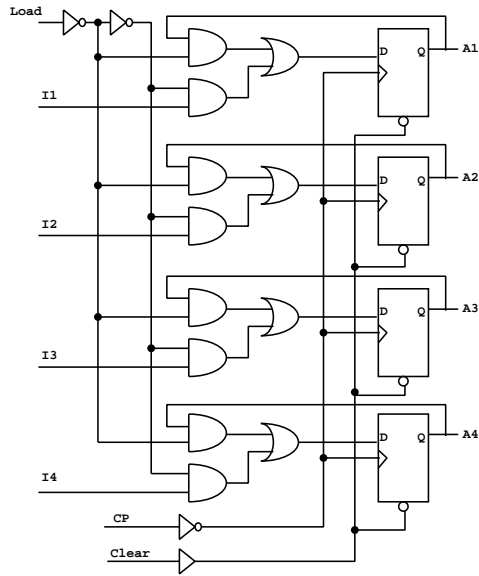 Load
D Q A1
I1
D Q A2
I2
D Q A3
I3
D Q A4
I4
CP
Clear